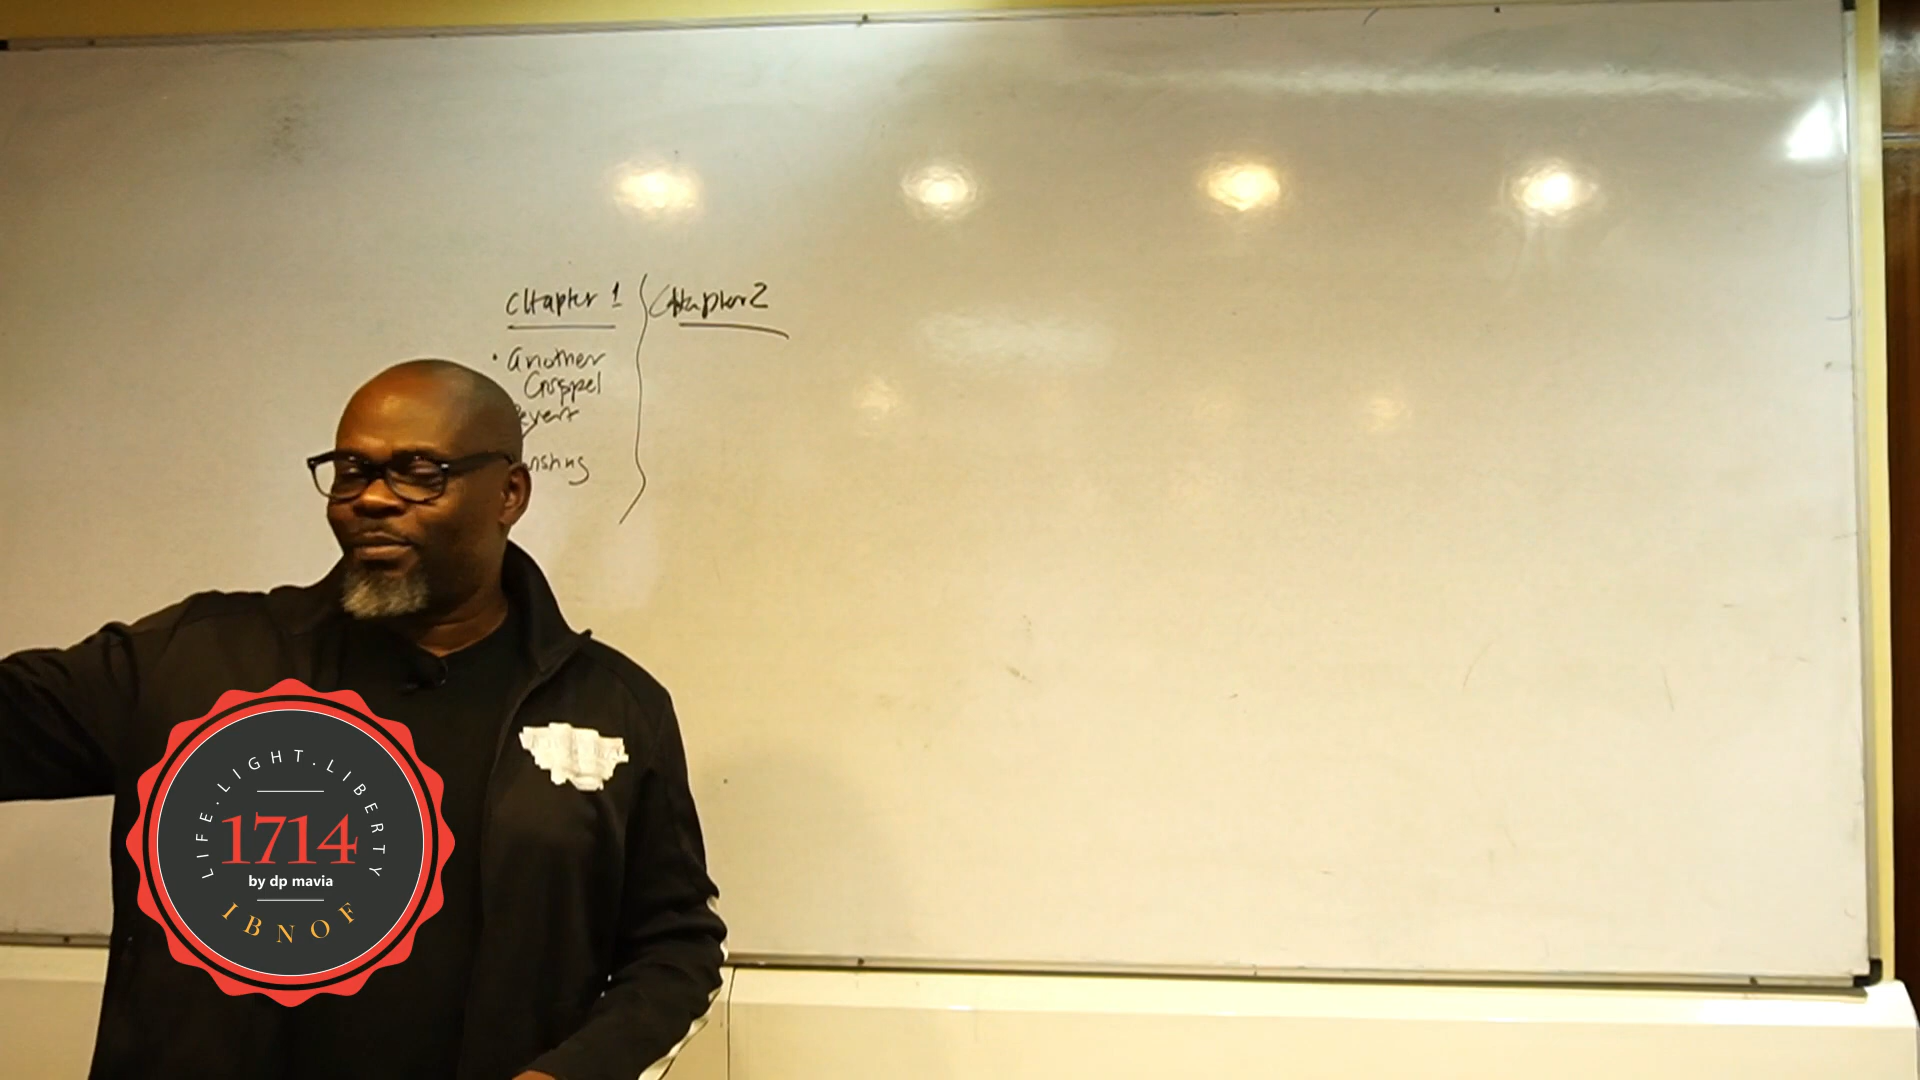 Chapter 1
Chapter 2
• Another
Gospel
LIFE.LIGHT.LIBERTY
1714
by dp mavia
IBNOF